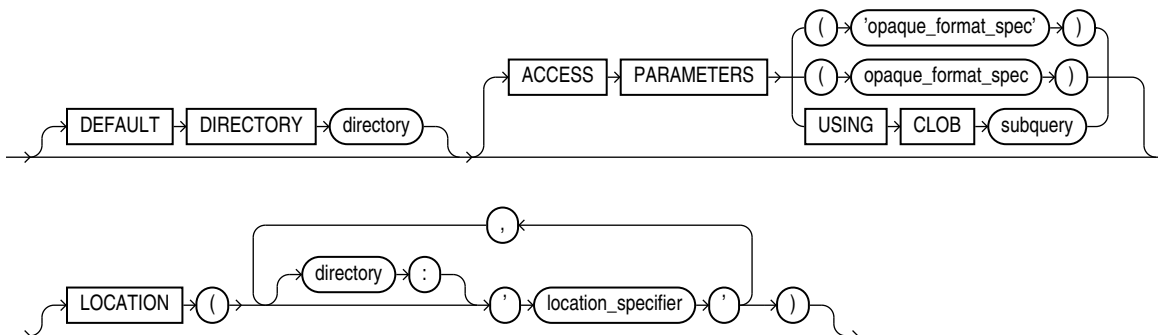 ( 'opaque_format_spec' )
ACCESS PARAMETERS ( opaque_format_spec )
DEFAULT DIRECTORY directory USING CLOB subquery
,
directory :
LOCATION ( ' location_specifier ' )